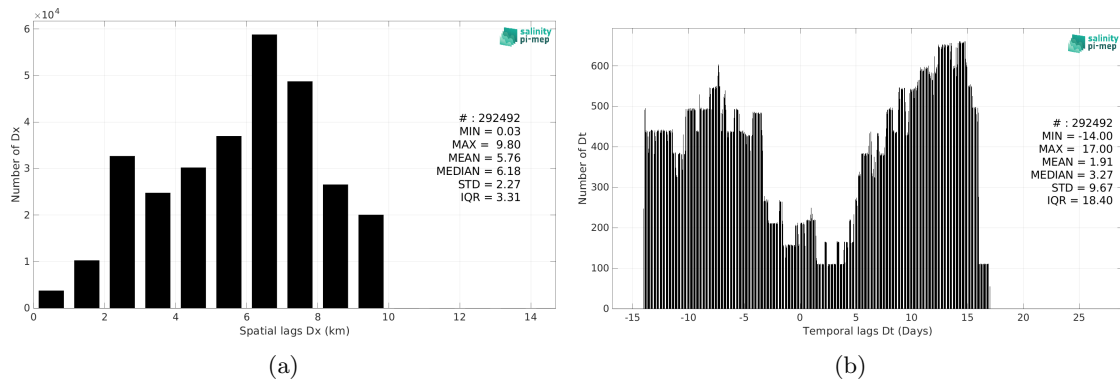 ×10⁴
6
5
4
3
2
1
0
0 2 4 6 8 10 12 14
Number of Dx
Spatial lags Dx (km)
salinity
pi-mep
# : 292492
MIN = 0.03
MAX = 9.80
MEAN = 5.76
MEDIAN = 6.18
STD = 2.27
IQR = 3.31
(a)
600
500
400
300
200
100
0
-15 -10 -5 0 5 10 15 20 25
Number of Dt
Temporal lags Dt (Days)
salinity
pi-mep
# : 292492
MIN = -14.00
MAX = 17.00
MEAN = 1.91
MEDIAN = 3.27
STD = 9.67
IQR = 18.40
(b)